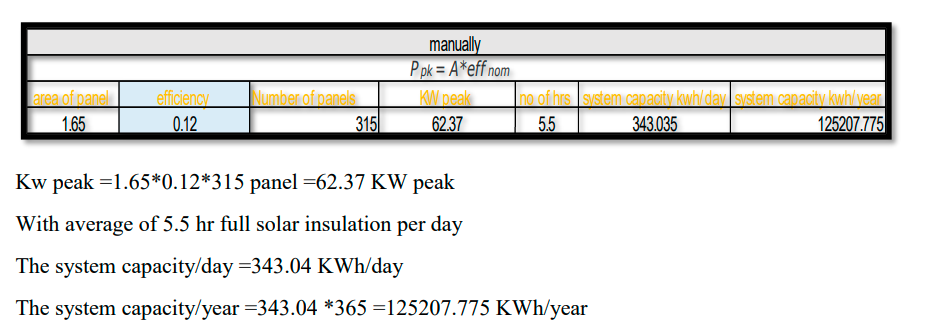 manually
P pk = A*eff nom
area of panel efficiency Number of panels KW peak no of hrs system capacity kwh/day system capacity kwh/year
1.65 0.12 315 62.37 5.5 343.035 125207.775
Kw peak =1.65*0.12*315 panel =62.37 KW peak
With average of 5.5 hr full solar insulation per day
The system capacity/day =343.04 KWh/day
The system capacity/year =343.04 *365 =125207.775 KWh/year